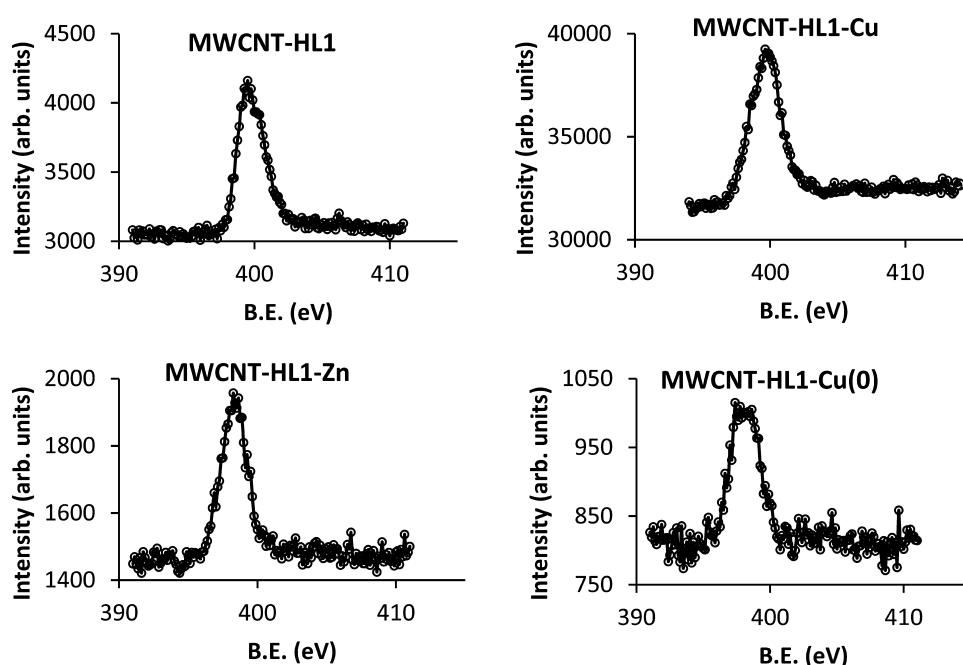 MWCNT-HL1
Intensity (arb. units)
4500
4000
3500
3000
390
400
410
B.E. (eV)
MWCNT-HL1-Cu
Intensity (arb. units)
40000
35000
30000
390
400
410
B.E. (eV)
MWCNT-HL1-Zn
Intensity (arb. units)
2000
1800
1600
1400
390
400
410
B.E. (eV)
MWCNT-HL1-Cu(0)
Intensity (arb. units)
1050
950
850
750
390
400
410
B.E. (eV)